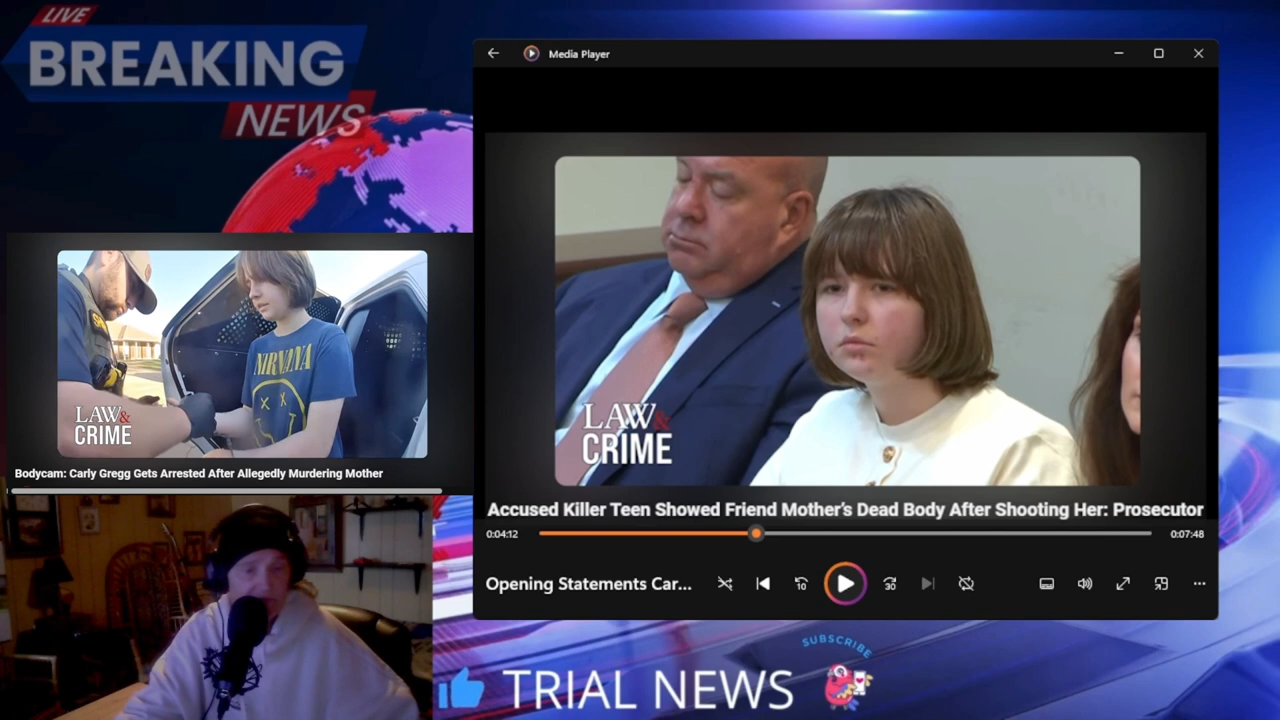 LIVE
BREAKING
NEWS
Media Player
LAW&
CRIME
Accused Killer Teen Showed Friend Mother's Dead Body After Shooting Her: Prosecutor
0:04:12
0:07:48
Opening Statements Car...
10
30
NIRVANA
LAW&
CRIME
Bodycam: Carly Gregg Gets Arrested After Allegedly Murdering Mother
SUBSCRIBE
TRIAL NEWS